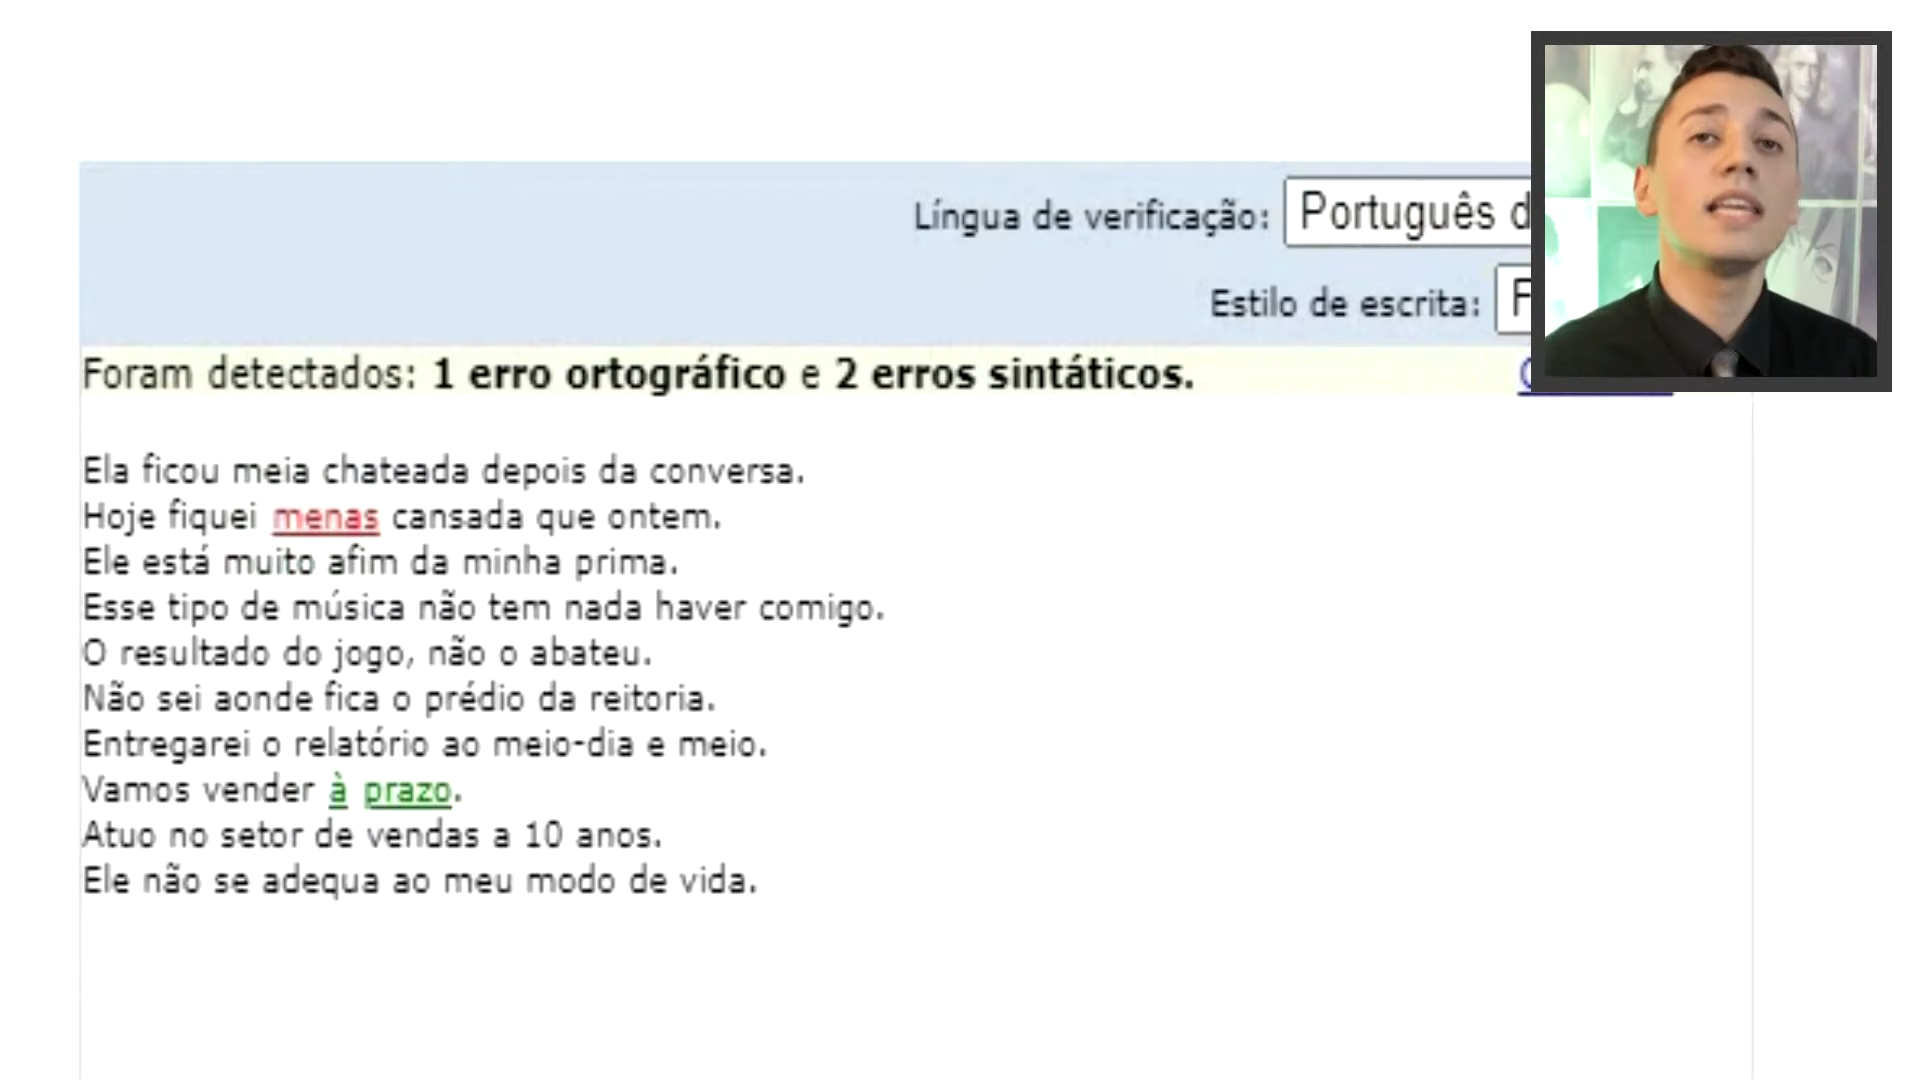 Língua de verificação: Português d
Estilo de escrita: F
Foram detectados: 1 erro ortográfico e 2 erros sintáticos.
Ela ficou meia chateada depois da conversa.
Hoje fiquei menas cansada que ontem.
Ele está muito afim da minha prima.
Esse tipo de música não tem nada haver comigo.
O resultado do jogo, não o abateu.
Não sei aonde fica o prédio da reitoria.
Entregarei o relatório ao meio-dia e meio.
Vamos vender à prazo.
Atuo no setor de vendas a 10 anos.
Ele não se adequa ao meu modo de vida.